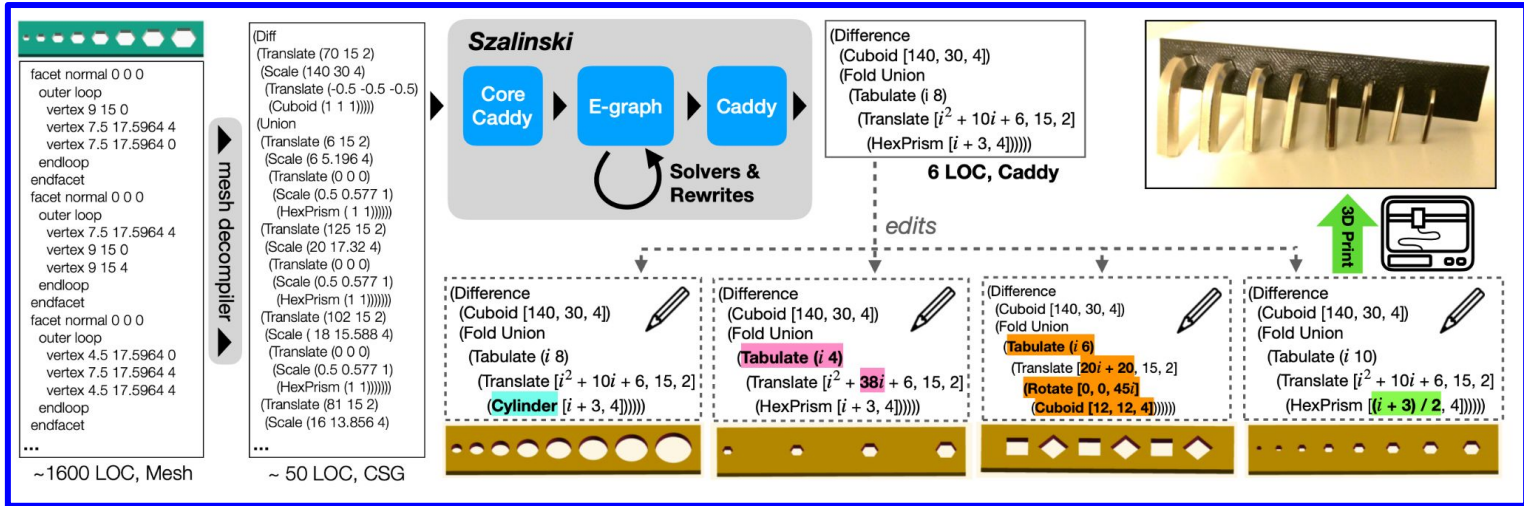 facet normal 0 0 0
outer loop
vertex 9 15 0
vertex 7.5 17.5964 4
vertex 7.5 17.5964 0
endloop
endfacet
facet normal 0 0 0
outer loop
vertex 7.5 17.5964 4
vertex 9 15 0
vertex 9 15 4
endloop
endfacet
facet normal 0 0 0
outer loop
vertex 4.5 17.5964 0
vertex 7.5 17.5964 4
vertex 4.5 17.5964 4
endloop
endfacet
...
~1600 LOC, Mesh
mesh decompiler
(Diff
(Translate (70 15 2)
(Scale (140 30 4)
(Translate (-0.5 -0.5 -0.5)
(Cuboid (1 1 1)))))
(Union
(Translate (6 15 2)
(Scale (6 5.196 4)
(Translate (0 0 0)
(Scale (0.5 0.577 1)
(HexPrism ( 1 1))))))
(Translate (125 15 2)
(Scale (20 17.32 4)
(Translate (0 0 0)
(Scale (0.5 0.577 1)
(HexPrism (1 1)))))))
(Translate (102 15 2)
(Scale ( 18 15.588 4)
(Translate (0 0 0)
(Scale (0.5 0.577 1)
(HexPrism (1 1)))))))
(Translate (81 15 2)
(Scale (16 13.856 4)
...
~ 50 LOC, CSG
Szalinski
Core
Caddy
E-graph
Caddy
Solvers &
Rewrites
(Difference
(Cuboid [140, 30, 4])
(Fold Union
(Tabulate (i 8)
(Translate [i² + 10i + 6, 15, 2]
(HexPrism [i + 3, 4])))))
6 LOC, Caddy
edits
3D Print
(Difference
(Cuboid [140, 30, 4])
(Fold Union
(Tabulate (i 8)
(Translate [i² + 10i + 6, 15, 2]
(Cylinder [i + 3, 4])))))
(Difference
(Cuboid [140, 30, 4])
(Fold Union
(Tabulate (i 4)
(Translate [i² + 38i + 6, 15, 2]
(HexPrism [i + 3, 4])))))
(Difference
(Cuboid [140, 30, 4])
(Fold Union
(Tabulate (i 6)
(Translate [20i + 20, 15, 2]
(Rotate [0, 0, 45i]
(Cuboid [12, 12, 4]))))))
(Difference
(Cuboid [140, 30, 4])
(Fold Union
(Tabulate (i 10)
(Translate [i² + 10i + 6, 15, 2]
(HexPrism [(i + 3) / 2, 4])))))